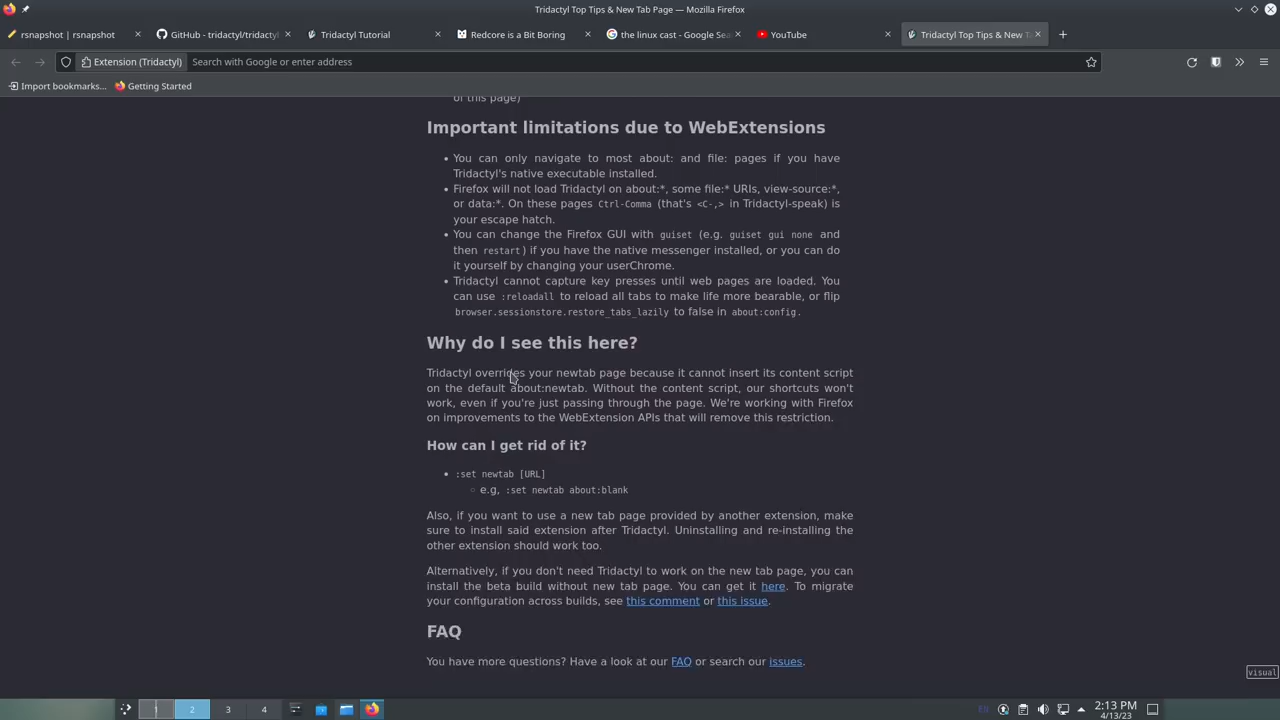 Tridactyl Top Tips & New Tab Page — Mozilla Firefox
rsnapshot | rsnapshot
GitHub - tridactyl/tridactyl
Tridactyl Tutorial
Redcore is a Bit Boring
the linux cast - Google Sea
YouTube
Tridactyl Top Tips & New T
Extension (Tridactyl)
Search with Google or enter address
Import bookmarks...
Getting Started
of this page)
Important limitations due to WebExtensions
• You can only navigate to most about: and file: pages if you have
Tridactyl's native executable installed.
• Firefox will not load Tridactyl on about:*, some file:* URIs, view-source:*,
or data:*. On these pages Ctrl-Comma (that's <C-,> in Tridactyl-speak) is
your escape hatch.
• You can change the Firefox GUI with guiset (e.g. guiset gui none and
then restart) if you have the native messenger installed, or you can do
it yourself by changing your userChrome.
• Tridactyl cannot capture key presses until web pages are loaded. You
can use :reloadall to reload all tabs to make life more bearable, or flip
browser.sessionstore.restore_tabs_lazily to false in about:config.
Why do I see this here?
Tridactyl overrides your newtab page because it cannot insert its content script
on the default about:newtab. Without the content script, our shortcuts won't
work, even if you're just passing through the page. We're working with Firefox
on improvements to the WebExtension APIs that will remove this restriction.
How can I get rid of it?
• :set newtab [URL]
◦ e.g, :set newtab about:blank
Also, if you want to use a new tab page provided by another extension, make
sure to install said extension after Tridactyl. Uninstalling and re-installing the
other extension should work too.
Alternatively, if you don't need Tridactyl to work on the new tab page, you can
install the beta build without new tab page. You can get it here. To migrate
your configuration across builds, see this comment or this issue.
FAQ
You have more questions? Have a look at our FAQ or search our issues.
visual
1
2
3
4
EN
2:13 PM
4/13/23